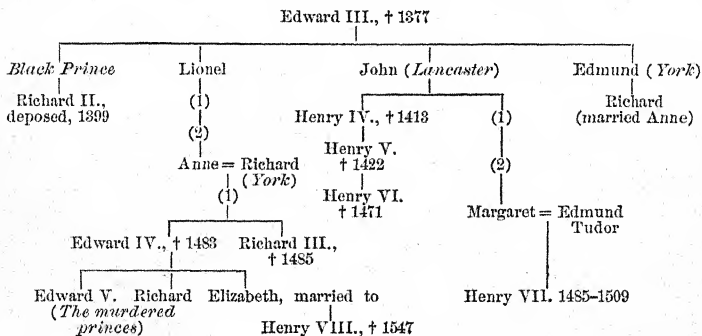 Edward III., † 1377
Black Prince Lionel John (Lancaster) Edmund (York)
Richard II., (1) Richard
deposed, 1399 (married Anne)
(2) Henry IV., † 1413 (1)
Henry V.
† 1422 (2)
Anne = Richard
(York) Henry VI.
(1) † 1471
Margaret = Edmund
Tudor
Edward IV., † 1483 Richard III.,
† 1485
Edward V. Richard Elizabeth, married to Henry VII. 1485–1509
(The murdered
princes) Henry VIII., † 1547